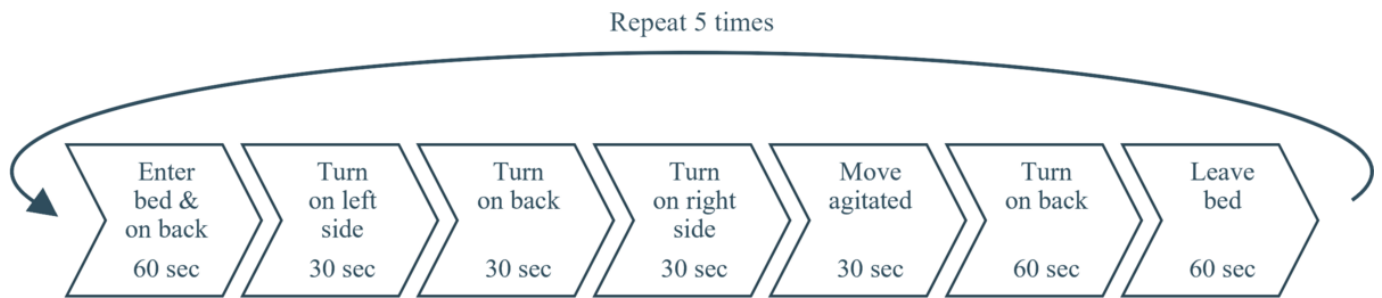 Repeat 5 times
Enter
bed &
on back
60 sec
Turn
on left
side
30 sec
Turn
on back
30 sec
Turn
on right
side
30 sec
Move
agitated
30 sec
Turn
on back
60 sec
Leave
bed
60 sec